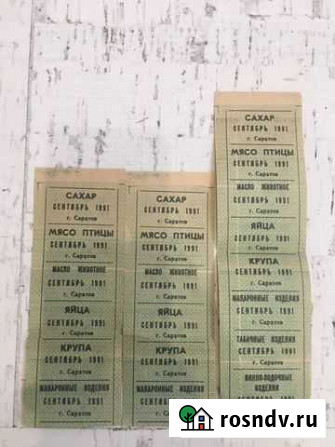 САХАР
СЕНТЯБРЬ 1991
г. Саратов
МЯСО ПТИЦЫ
СЕНТЯБРЬ 1991
г. Саратов
МАСЛО ЖИВОТНОЕ
СЕНТЯБРЬ 1991
г. Саратов
ЯЙЦА
СЕНТЯБРЬ 1991
г. Саратов
КРУПА
СЕНТЯБРЬ 1991
г. Саратов
МАКАРОННЫЕ ИЗДЕЛИЯ
СЕНТЯБРЬ 1991
г. Саратов
САХАР
СЕНТЯБРЬ 1991
г. Саратов
МЯСО ПТИЦЫ
СЕНТЯБРЬ 1991
г. Саратов
МАСЛО ЖИВОТНОЕ
СЕНТЯБРЬ 1991
г. Саратов
ЯЙЦА
СЕНТЯБРЬ 1991
г. Саратов
КРУПА
СЕНТЯБРЬ 1991
г. Саратов
МАКАРОННЫЕ ИЗДЕЛИЯ
СЕНТЯБРЬ 1991
г. Саратов
САХАР
СЕНТЯБРЬ 1991
г. Саратов
МЯСО ПТИЦЫ
СЕНТЯБРЬ 1991
г. Саратов
МАСЛО ЖИВОТНОЕ
СЕНТЯБРЬ 1991
г. Саратов
ЯЙЦА
СЕНТЯБРЬ 1991
г. Саратов
КРУПА
СЕНТЯБРЬ 1991
г. Саратов
МАКАРОННЫЕ ИЗДЕЛИЯ
СЕНТЯБРЬ 1991
г. Саратов
ТАБАЧНЫЕ ИЗДЕЛИЯ
СЕНТЯБРЬ 1991
г. Саратов
ВИННО-ВОДОЧНЫЕ
ИЗДЕЛИЯ
СЕНТЯБРЬ 1991
rosndv.ru